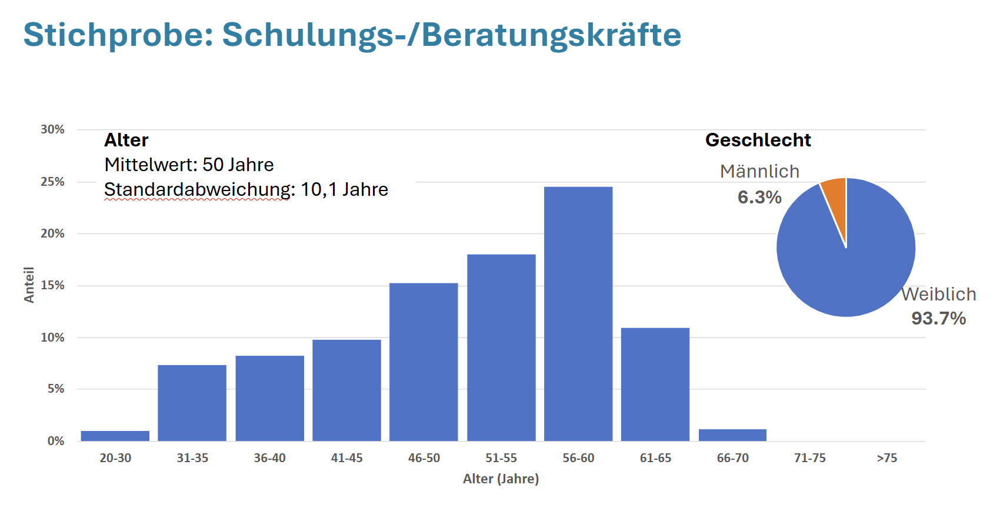 Stichprobe: Schulungs-/Beratungskräfte
30%
25%
20%
15%
10%
5%
0%
Anteil
Alter
Mittelwert: 50 Jahre
Standardabweichung: 10,1 Jahre
Geschlecht
Männlich
6.3%
Weiblich
93.7%
20-30 31-35 36-40 41-45 46-50 51-55 56-60 61-65 66-70 71-75 >75
Alter (Jahre)